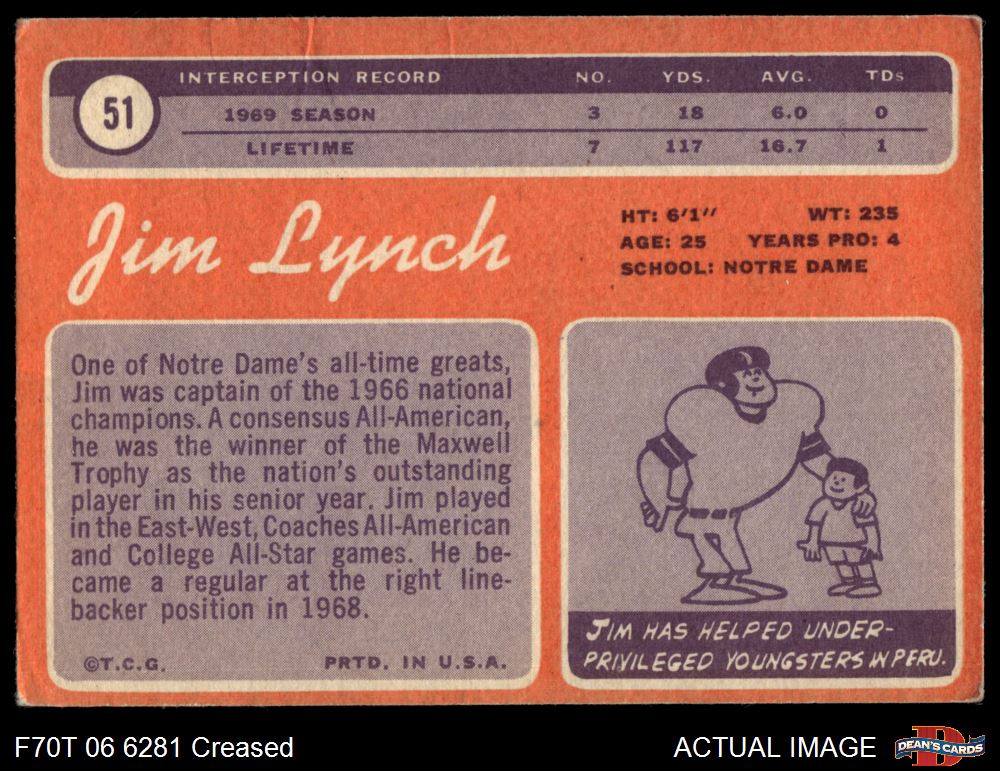 51
INTERCEPTION RECORD NO. YDS. AVG. TDs
1969 SEASON 3 18 6.0 0
LIFETIME 7 117 16.7 1
Jim Lynch
HT: 6'1" WT: 235
AGE: 25 YEARS PRO: 4
SCHOOL: NOTRE DAME
One of Notre Dame's all-time greats,
Jim was captain of the 1966 national
champions. A consensus All-American,
he was the winner of the Maxwell
Trophy as the nation's outstanding
player in his senior year. Jim played
in the East-West, Coaches All-American
and College All-Star games. He be-
came a regular at the right line-
backer position in 1968.
©T.C.G. PRTD. IN U.S.A.
JIM HAS HELPED UNDER-
PRIVILEGED YOUNGSTERS IN PERU.
F70T 06 6281 Creased
ACTUAL IMAGE
DEAN'S CARDS